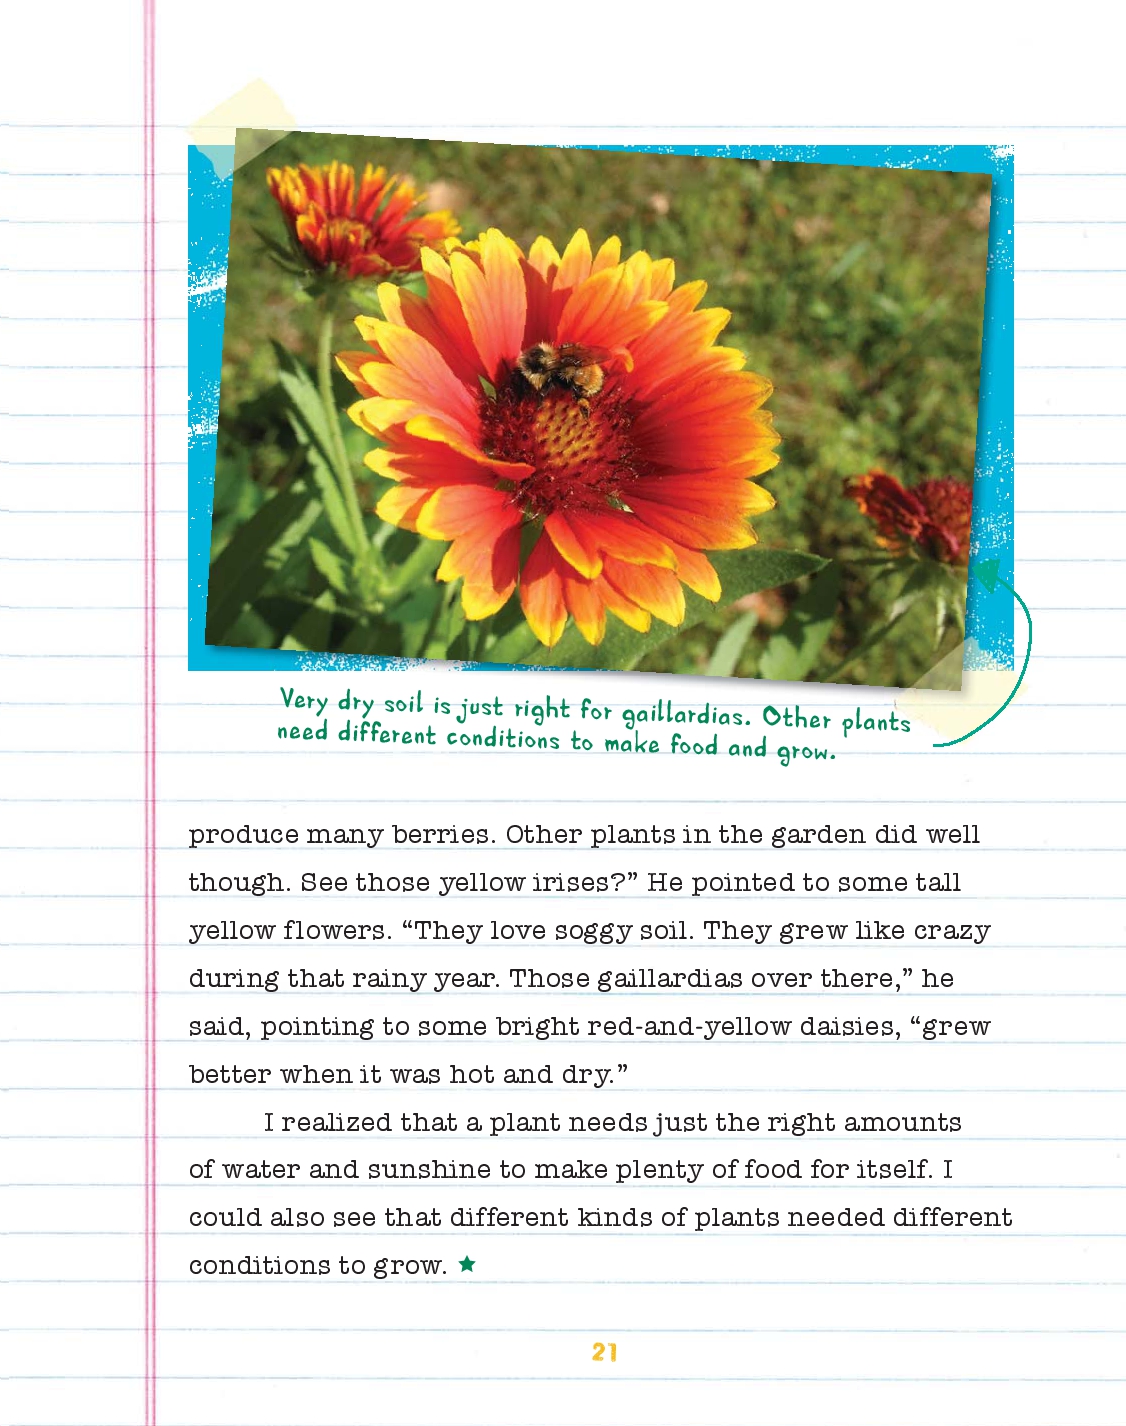 Very dry soil is just right for gaillardias. Other plants
need different conditions to make food and grow.
produce many berries. Other plants in the garden did well
though. See those yellow irises?” He pointed to some tall
yellow flowers. “They love soggy soil. They grew like crazy
during that rainy year. Those gaillardias over there,” he
said, pointing to some bright red-and-yellow daisies, “grew
better when it was hot and dry.”
I realized that a plant needs just the right amounts
of water and sunshine to make plenty of food for itself. I
could also see that different kinds of plants needed different
conditions to grow. ★
21